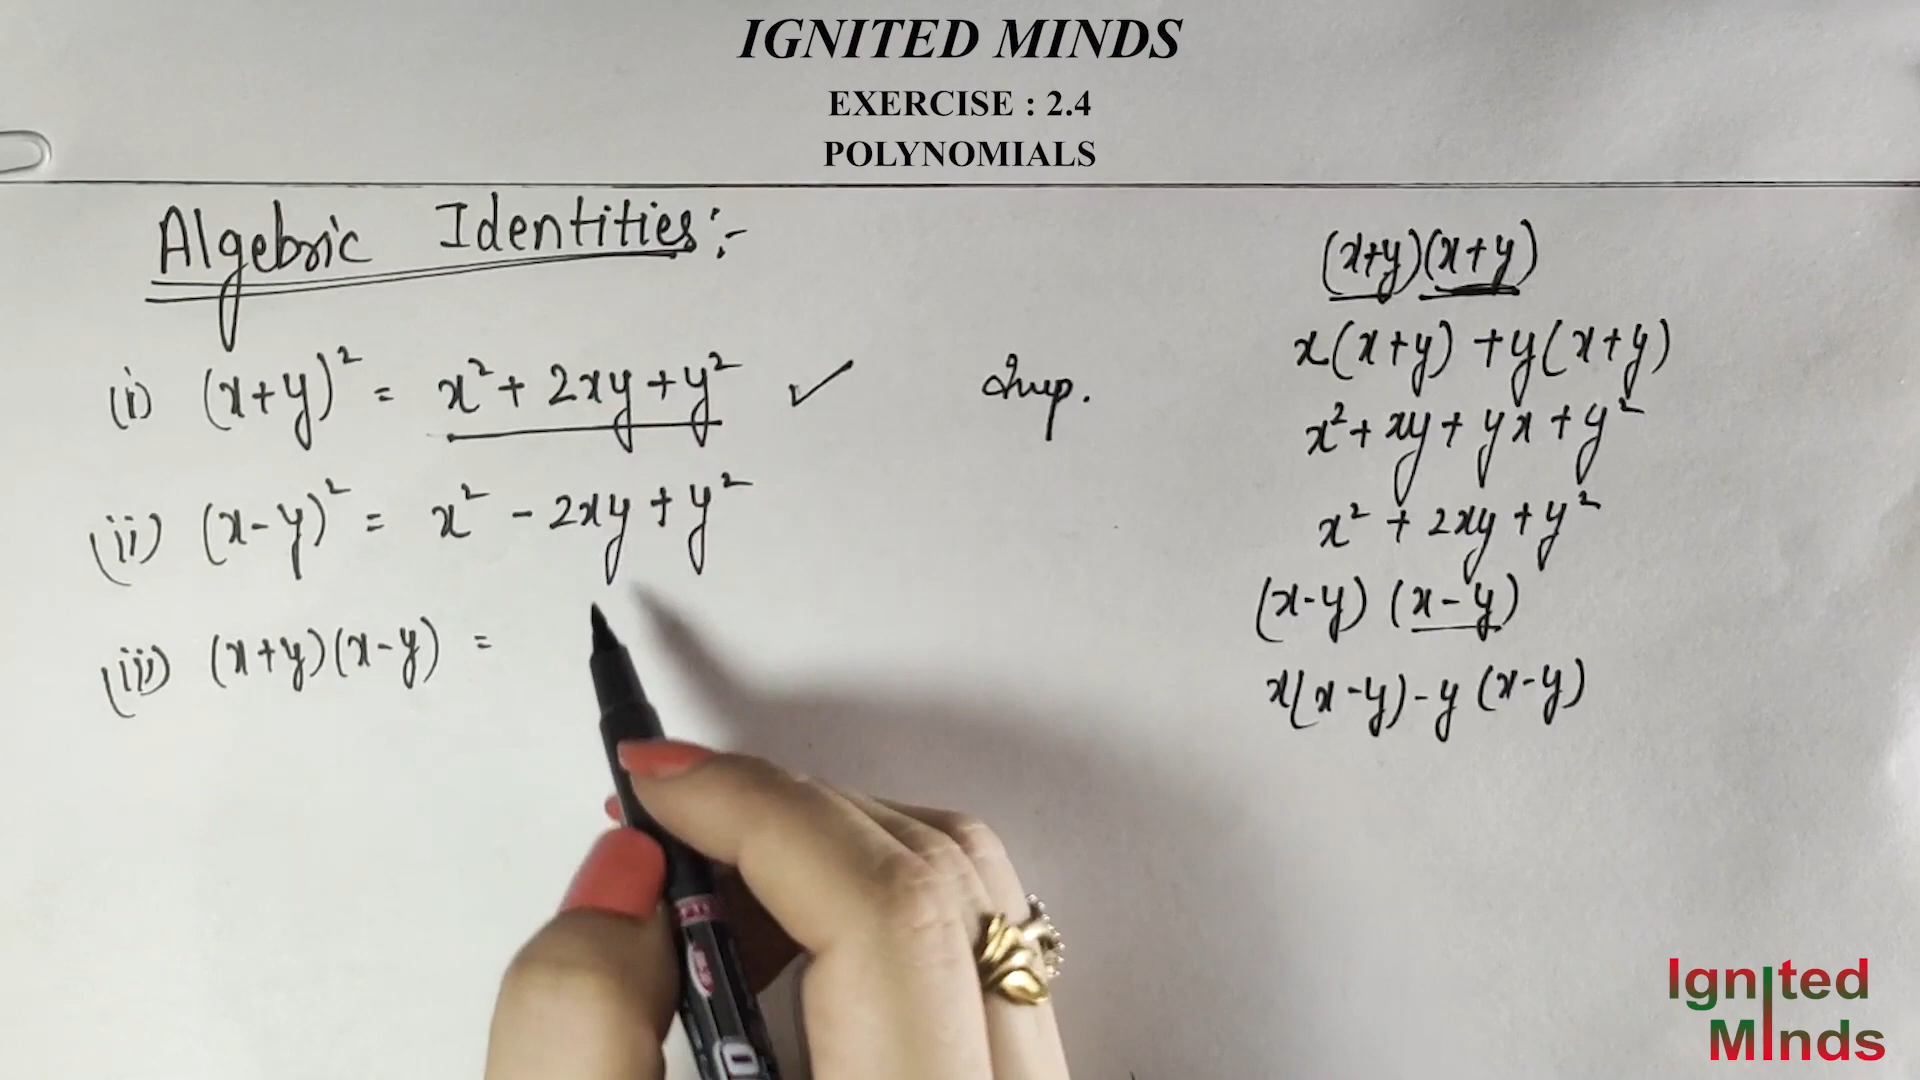 IGNITED MINDS
EXERCISE : 2.4
POLYNOMIALS
Algebric Identities :-
(i) (x+y)² = x² + 2xy + y² ✓ Imp.
(ii) (x-y)² = x² - 2xy + y²
(iii) (x+y)(x-y) =
(x+y)(x+y)
x(x+y) + y(x+y)
x² + xy + yx + y²
x² + 2xy + y²
(x-y) (x-y)
x(x-y) - y (x-y)
Ignited
Minds